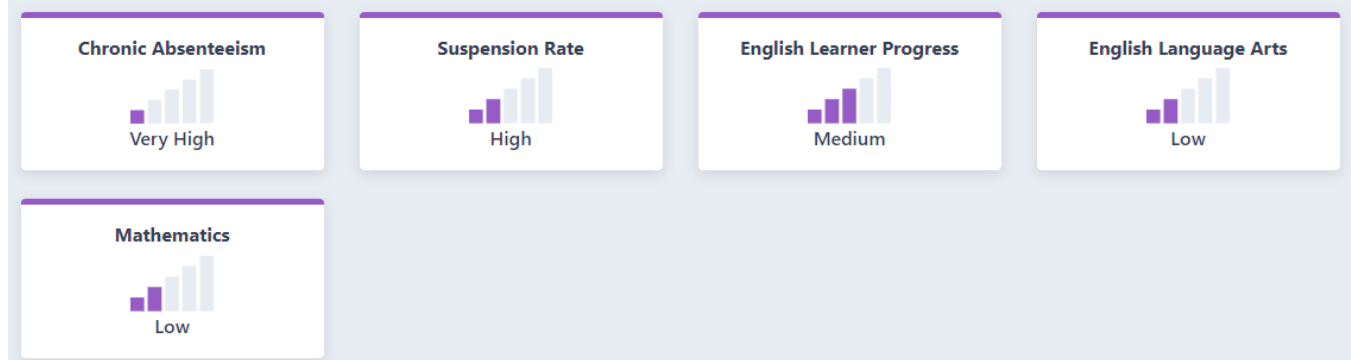 Chronic Absenteeism
Very High
Suspension Rate
High
English Learner Progress
Medium
English Language Arts
Low
Mathematics
Low